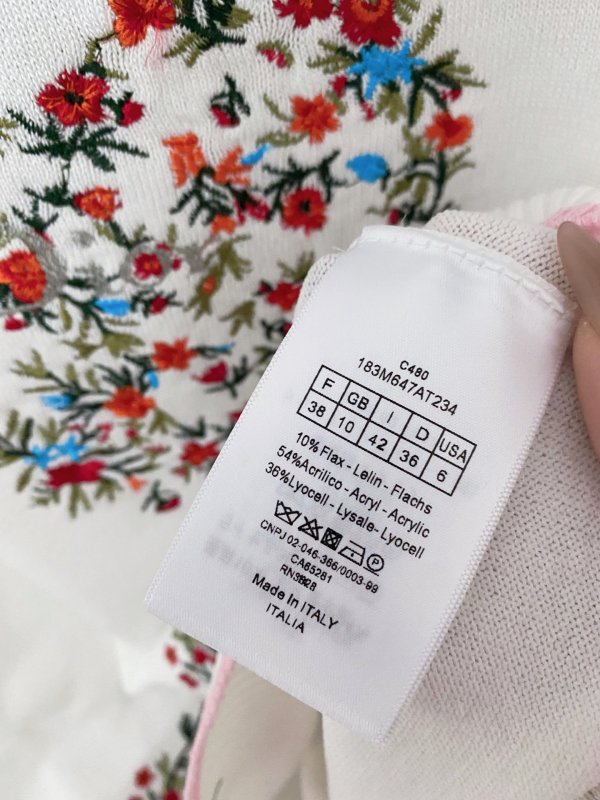 C480
183M647AT234
F GB I D USA
38 10 42 36 6
10% Flax - Lelin - Flachs
54%Acrilico - Acryl - Acrylic
36%Lyocell - Lysale- Lyocell
P
CNPJ 02-046-366/0003-99
CA65281
Made In ITALY
ITALIA